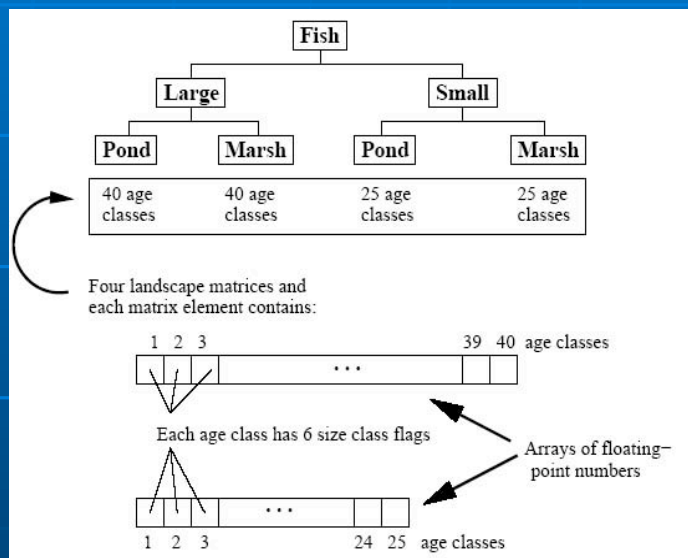 Fish
Large Small
Pond Marsh Pond Marsh
40 age 40 age 25 age 25 age
classes classes classes classes
Four landscape matrices and
each matrix element contains:
1 2 3 39 40 age classes
...
Each age class has 6 size class flags
Arrays of floating-
point numbers
...
1 2 3 24 25 age classes